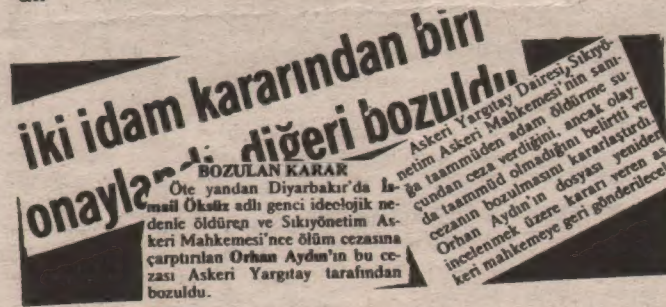 iki idam kararından biri
onaylandı, diğeri bozuldu
BOZULAN KARAR
Öte yandan Diyarbakır'da İs-
mail Öksüz adlı genci ideolojik ne-
denle öldüren ve Sıkıyönetim As-
keri Mahkemesi'nce ölüm cezasına
çarptırılan Orhan Aydın'ın bu ce-
zası Askeri Yargıtay tarafından
bozuldu.
Askeri Yargıtay Dairesi, Sıkıyö-
netim Askeri Mahkemesi'nin sanı-
ğa taammüden adam öldürme su-
çundan ceza verdiğini, ancak olay-
da taammüd olmadığını belirtti ve
cezanın bozulmasını kararlaştırdı.
Orhan Aydın'ın dosyası yeniden
incelenmek üzere kararı veren as-
keri mahkemeye geri gönderilecek